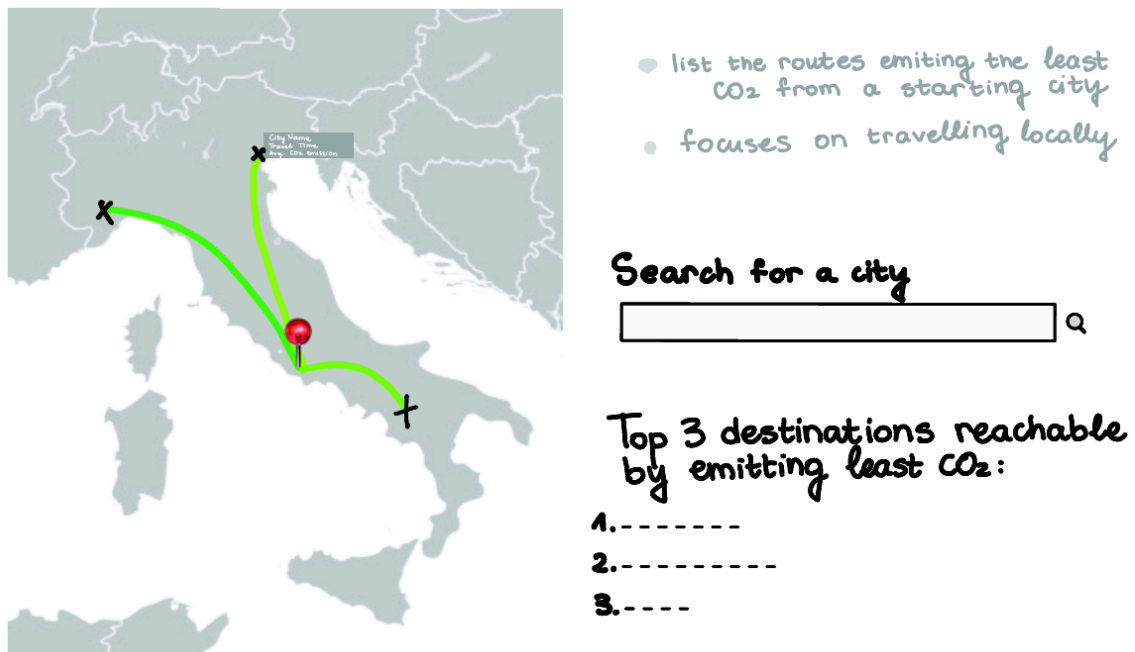 list the routes emiting the least
CO2 from a starting city
focuses on travelling locally
City Name
Travel Time
Avg. CO2 emission
Search for a city
Top 3 destinations reachable
by emitting least CO2:
1.-------
2.---------
3.----